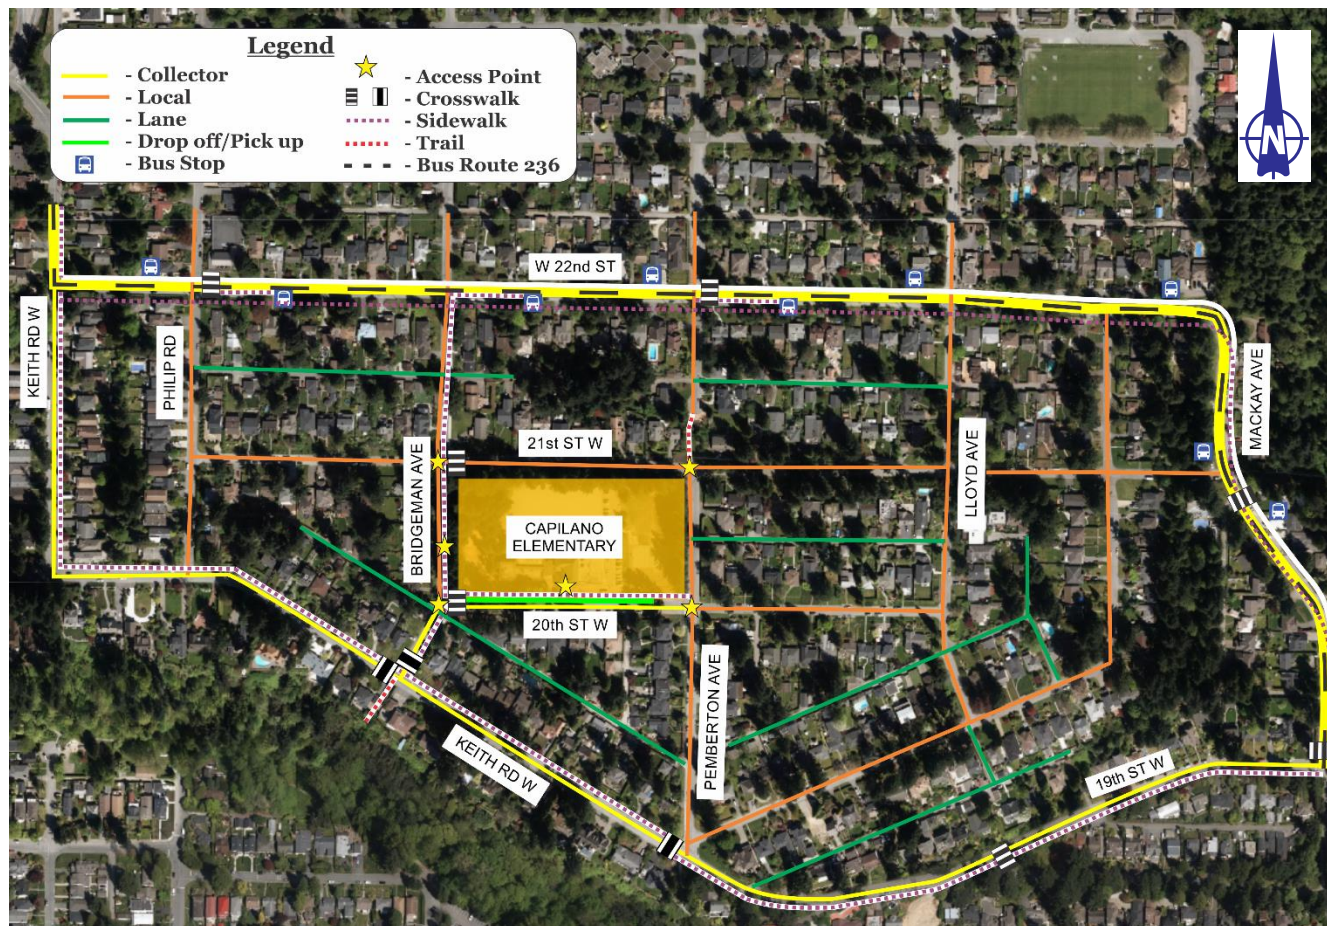 Legend
- Collector
- Local
- Lane
- Drop off/Pick up
- Bus Stop
- Access Point
- Crosswalk
- Sidewalk
- Trail
- Bus Route 236
N
W 22nd ST
KEITH RD W
PHILIP RD
MACKAY AVE
21st ST W
BRIDGEMAN AVE
LLOYD AVE
CAPILANO
ELEMENTARY
20th ST W
PEMBERTON AVE
KEITH RD W
19th ST W